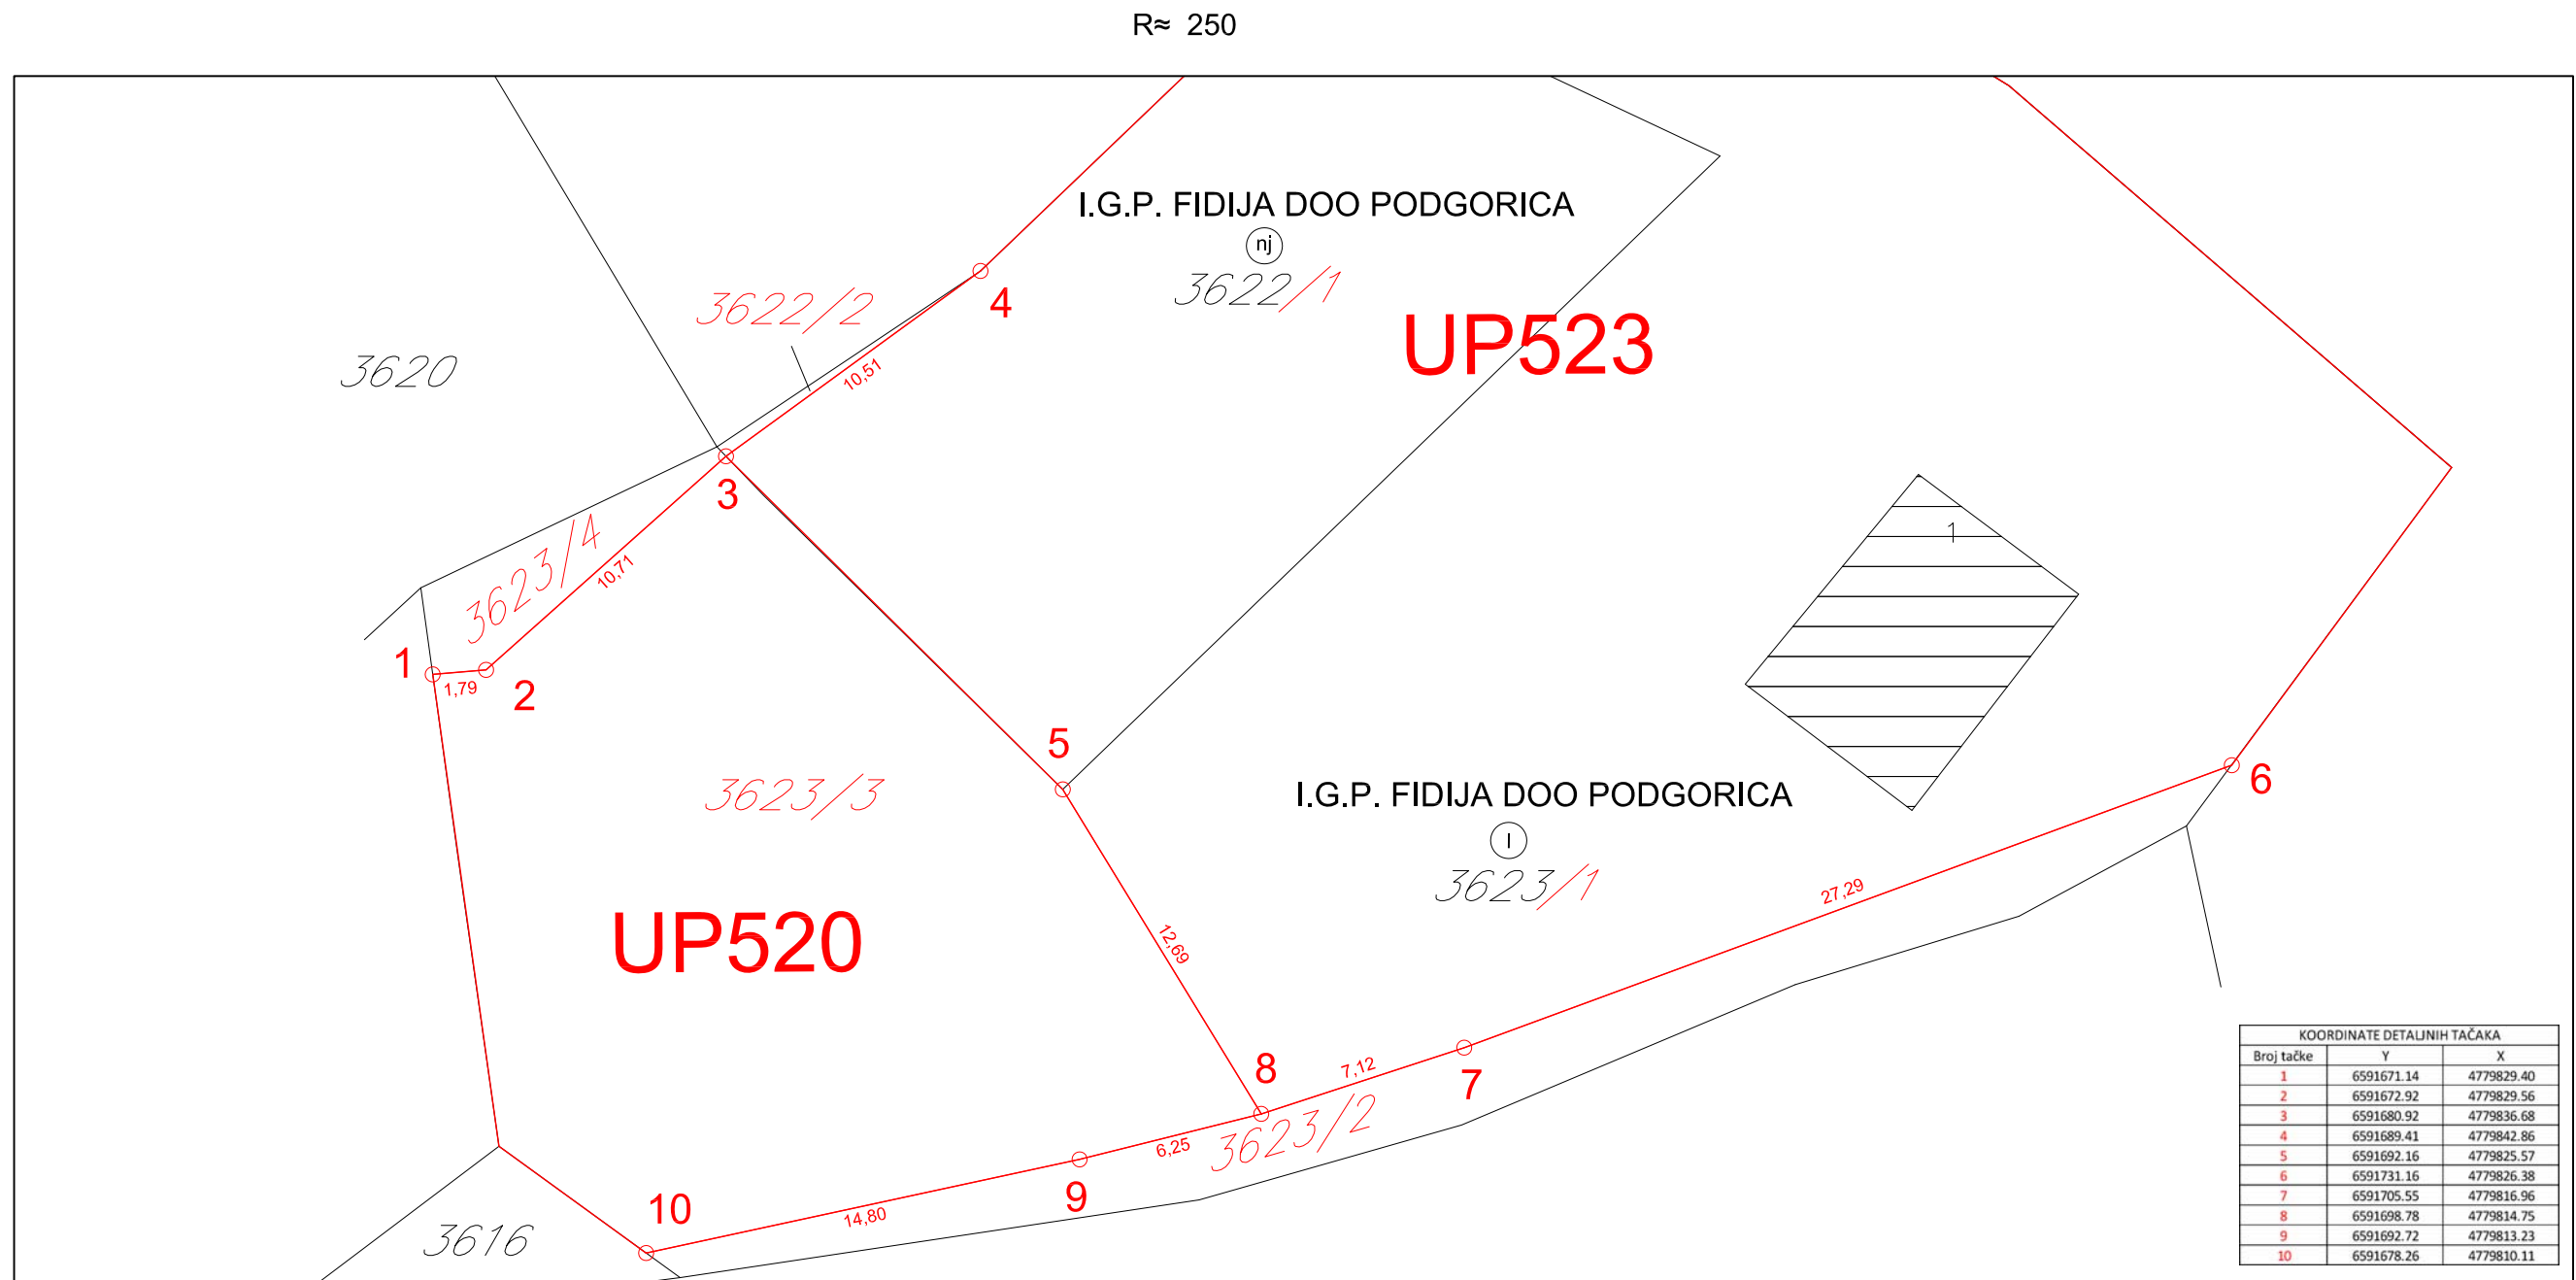 R≈ 250
I.G.P. FIDIJA DOO PODGORICA
nj
3622/1
3622/2
4
UP523
3620
10,51
3
1
3623/4
10,71
1
1,79
2
5
3623/3
I.G.P. FIDIJA DOO PODGORICA
6
l
3623/1
27,29
UP520
12,69
8
7,12
7
3623/2
6,25
9
10
14,80
3616
KOORDINATE DETALJNIH TAČAKA
Broj tačke Y X
1 6591671.14 4779829.40
2 6591672.92 4779829.56
3 6591680.92 4779836.68
4 6591689.41 4779842.86
5 6591692.16 4779825.57
6 6591731.16 4779826.38
7 6591705.55 4779816.96
8 6591698.78 4779814.75
9 6591692.72 4779813.23
10 6591678.26 4779810.11